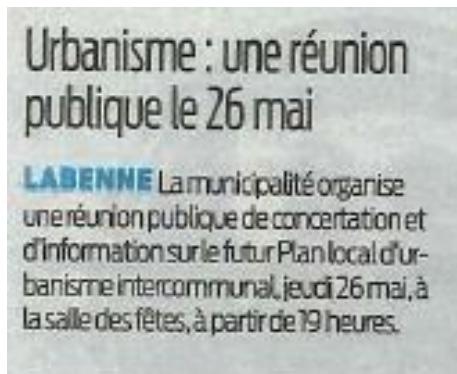 Urbanisme : une réunion
publique le 26 mai
LABENNE La municipalité organise
une réunion publique de concertation et
d'information sur le futur Plan local d'ur-
banisme intercommunal, jeudi 26 mai, à
la salle des fêtes, à partir de 19 heures.